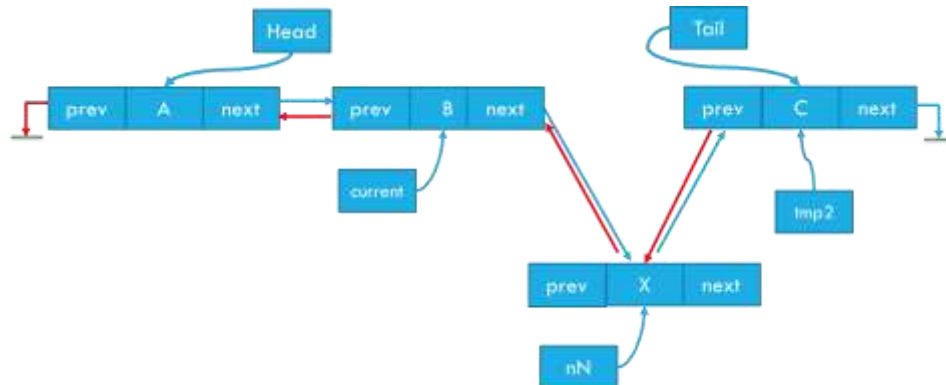 Head
Tail
prev A next
prev B next
prev C next
current
tmp2
prev X next
nN